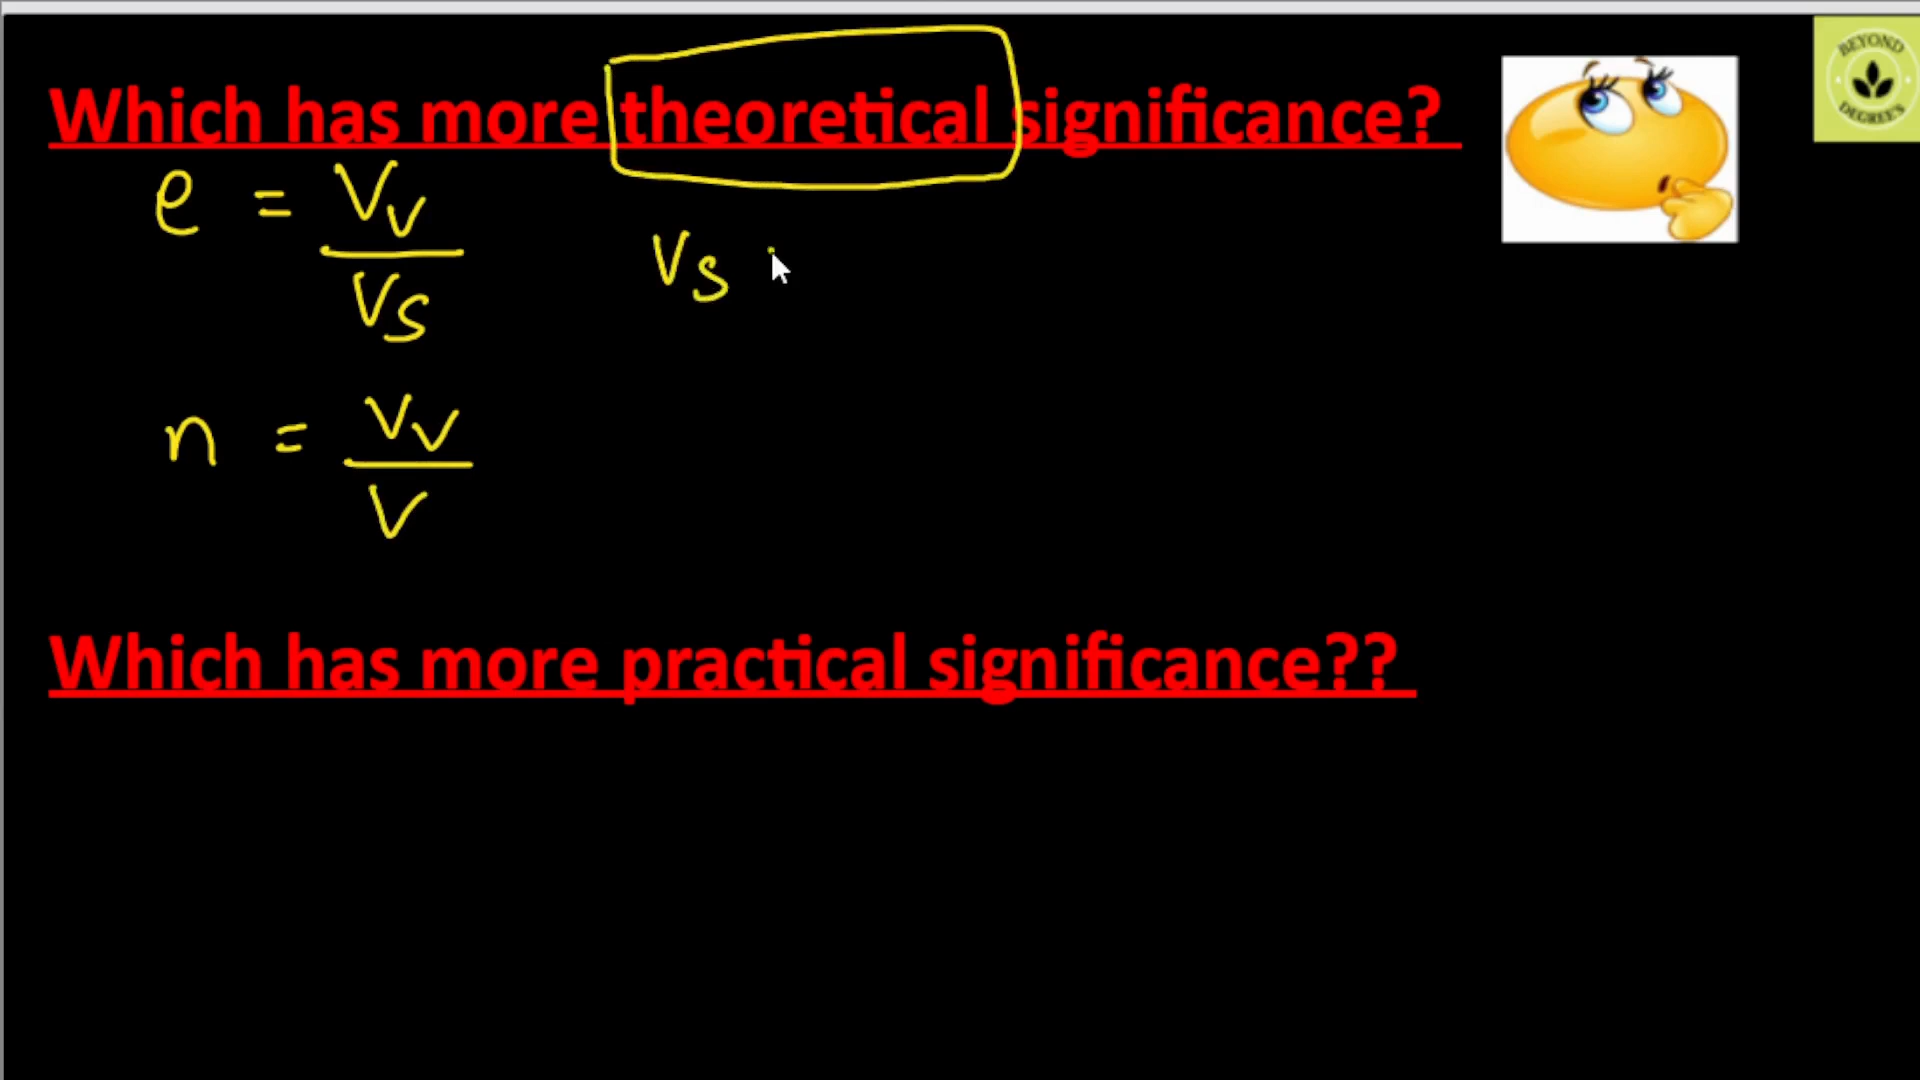 Which has more theoretical significance?
BEYOND
DEGREES
e = Vv
Vs
Vs
n = Vv
V
Which has more practical significance??